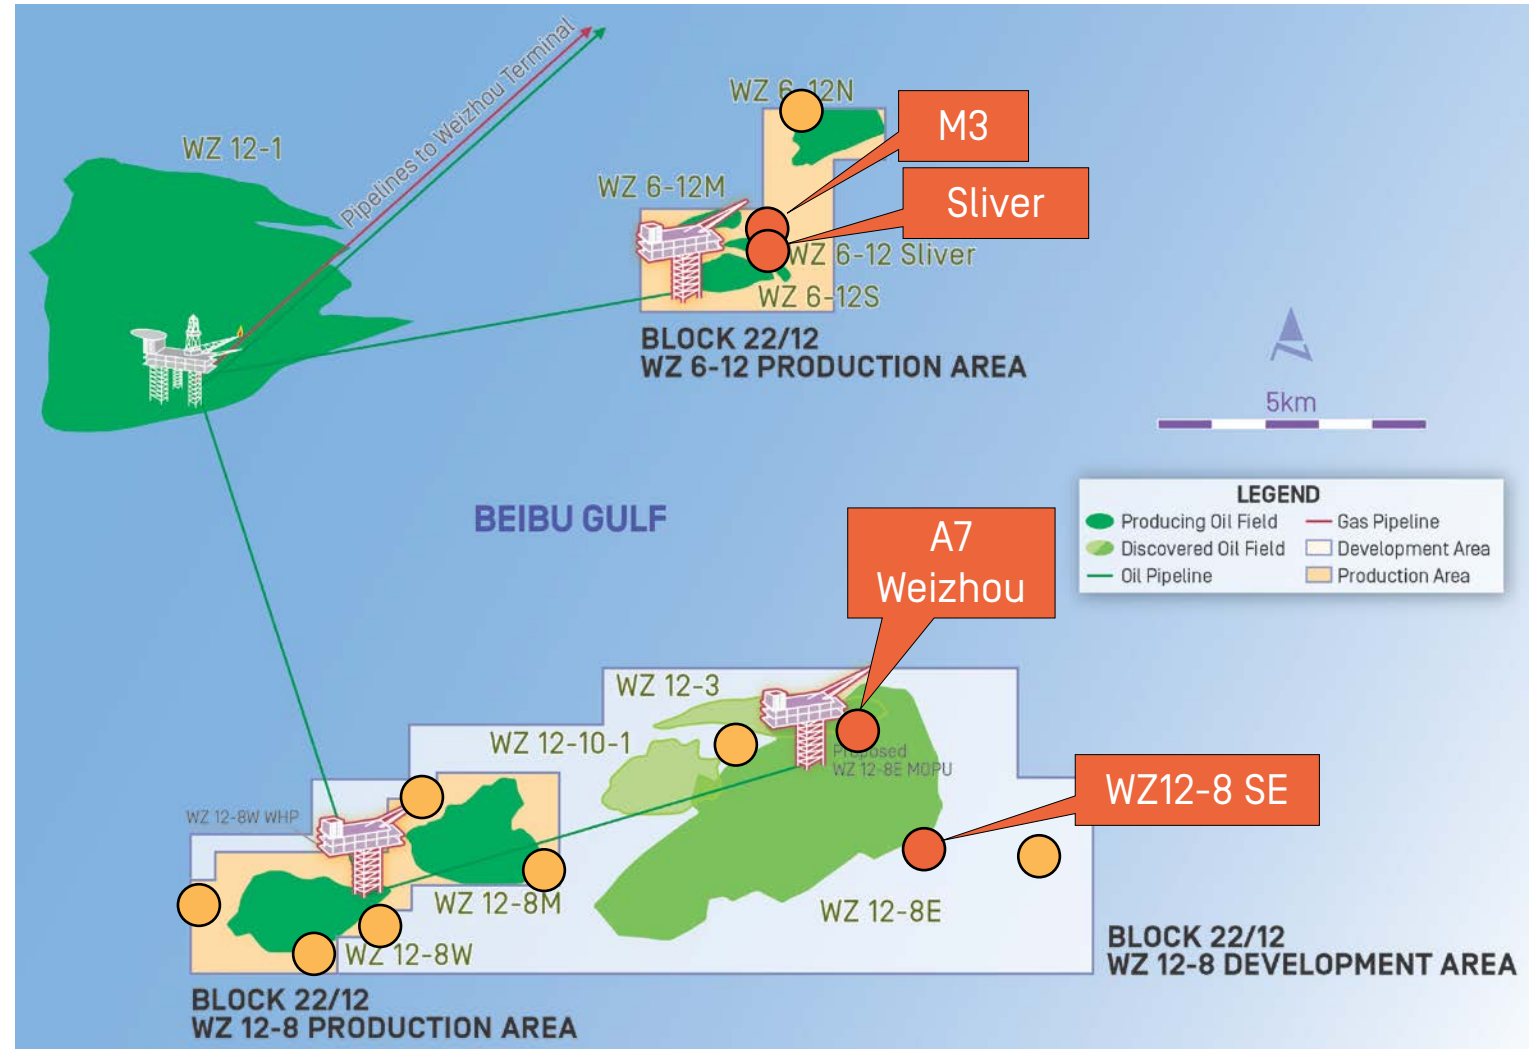 Pipelines to Weizhou Terminal
WZ 12-1
WZ 6-12N
M3
WZ 6-12M
Sliver
WZ 6-12 Sliver
WZ 6-12S
BLOCK 22/12
WZ 6-12 PRODUCTION AREA
5km
BEIBU GULF
LEGEND
Producing Oil Field
Gas Pipeline
Discovered Oil Field
Development Area
Oil Pipeline
Production Area
A7
Weizhou
WZ 12-3
WZ 12-10-1
Proposed
WZ 12-8E MOPU
WZ12-8 SE
WZ 12-8W WHP
WZ 12-8M
WZ 12-8E
WZ 12-8W
BLOCK 22/12
WZ 12-8 DEVELOPMENT AREA
BLOCK 22/12
WZ 12-8 PRODUCTION AREA